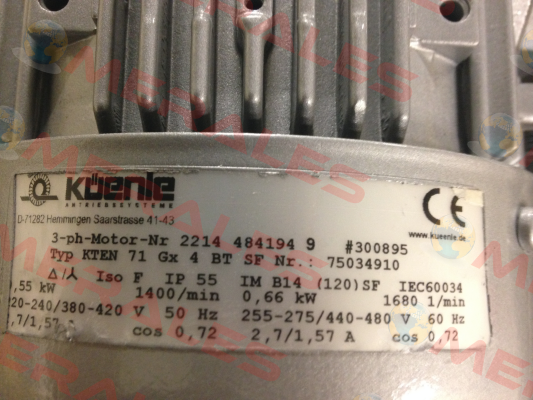 KÜENLE
ANTRIEBSSYSTEME
D-71282 Hemmingen Saarstrasse 41-43
CE
www.kueenle.de
3-ph-Motor-Nr 2214 484194 9 #300895
Typ KTEN 71 Gx 4 BT SF Nr.: 75034910
△/⅄ Iso F IP 55 IM B14 (120)SF IEC60034
,55 kW 1400/min 0,66 kW 1680 1/min
20-240/380-420 V 50 Hz 255-275/440-480 V 60 Hz
,7/1,57 A cos 0,72 2,7/1,57 A cos 0,72
MERALES